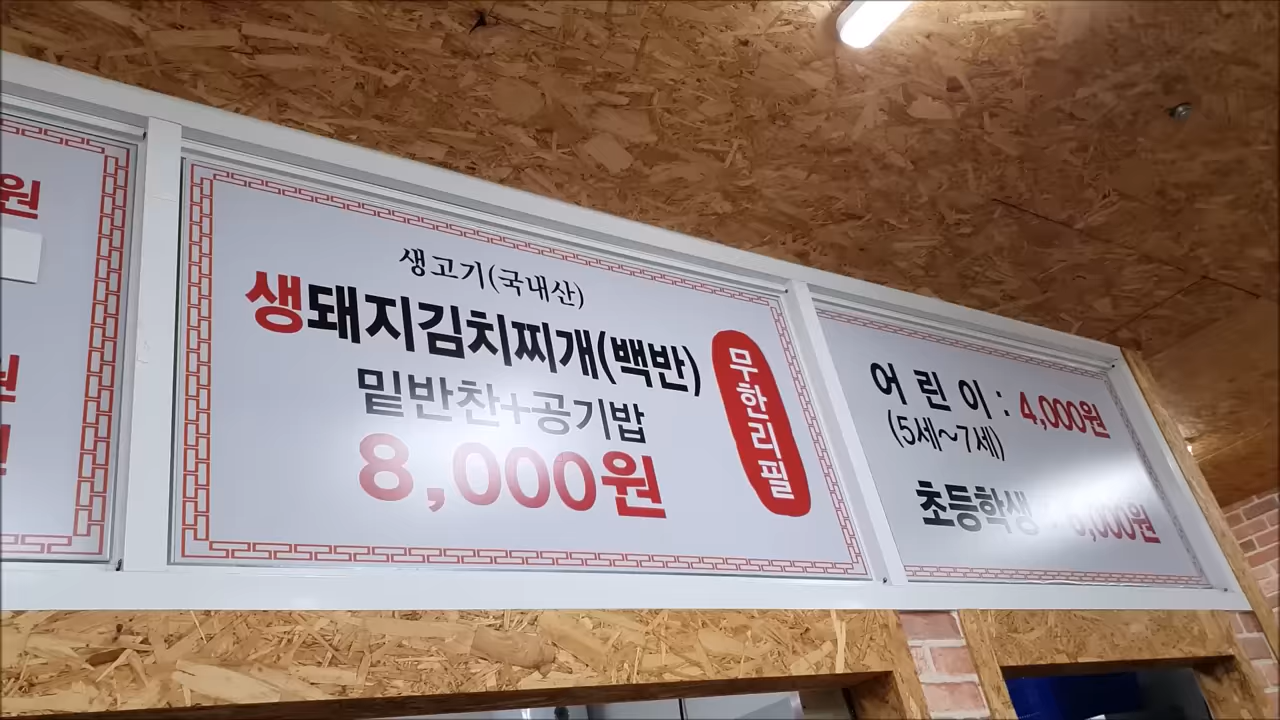 원
원
생고기(국내산)
생돼지김치찌개(백반)
밑반찬+공기밥
8,000원
무한리필
어린이 : 4,000원
(5세~7세)
초등학생 : 6,000원